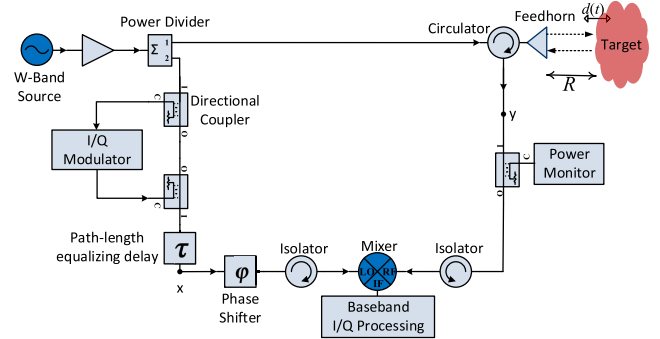 Power Divider
Circulator
Feedhorn
d(t)
Target
R
Σ
1
2
W-Band
Source
I
C
O
Directional
Coupler
I/Q
Modulator
O
C
I
y
I
C
O
Power
Monitor
Path-length
equalizing delay
τ
x
φ
Phase
Shifter
Isolator
Mixer
LO RF
IF
Isolator
Baseband
I/Q Processing